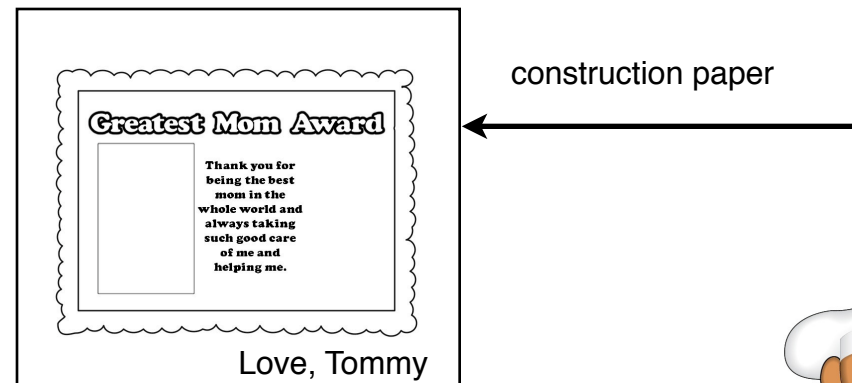 construction paper
Greatest Mom Award
Thank you for
being the best
mom in the
whole world and
always taking
such good care
of me and
helping me.
Love, Tommy